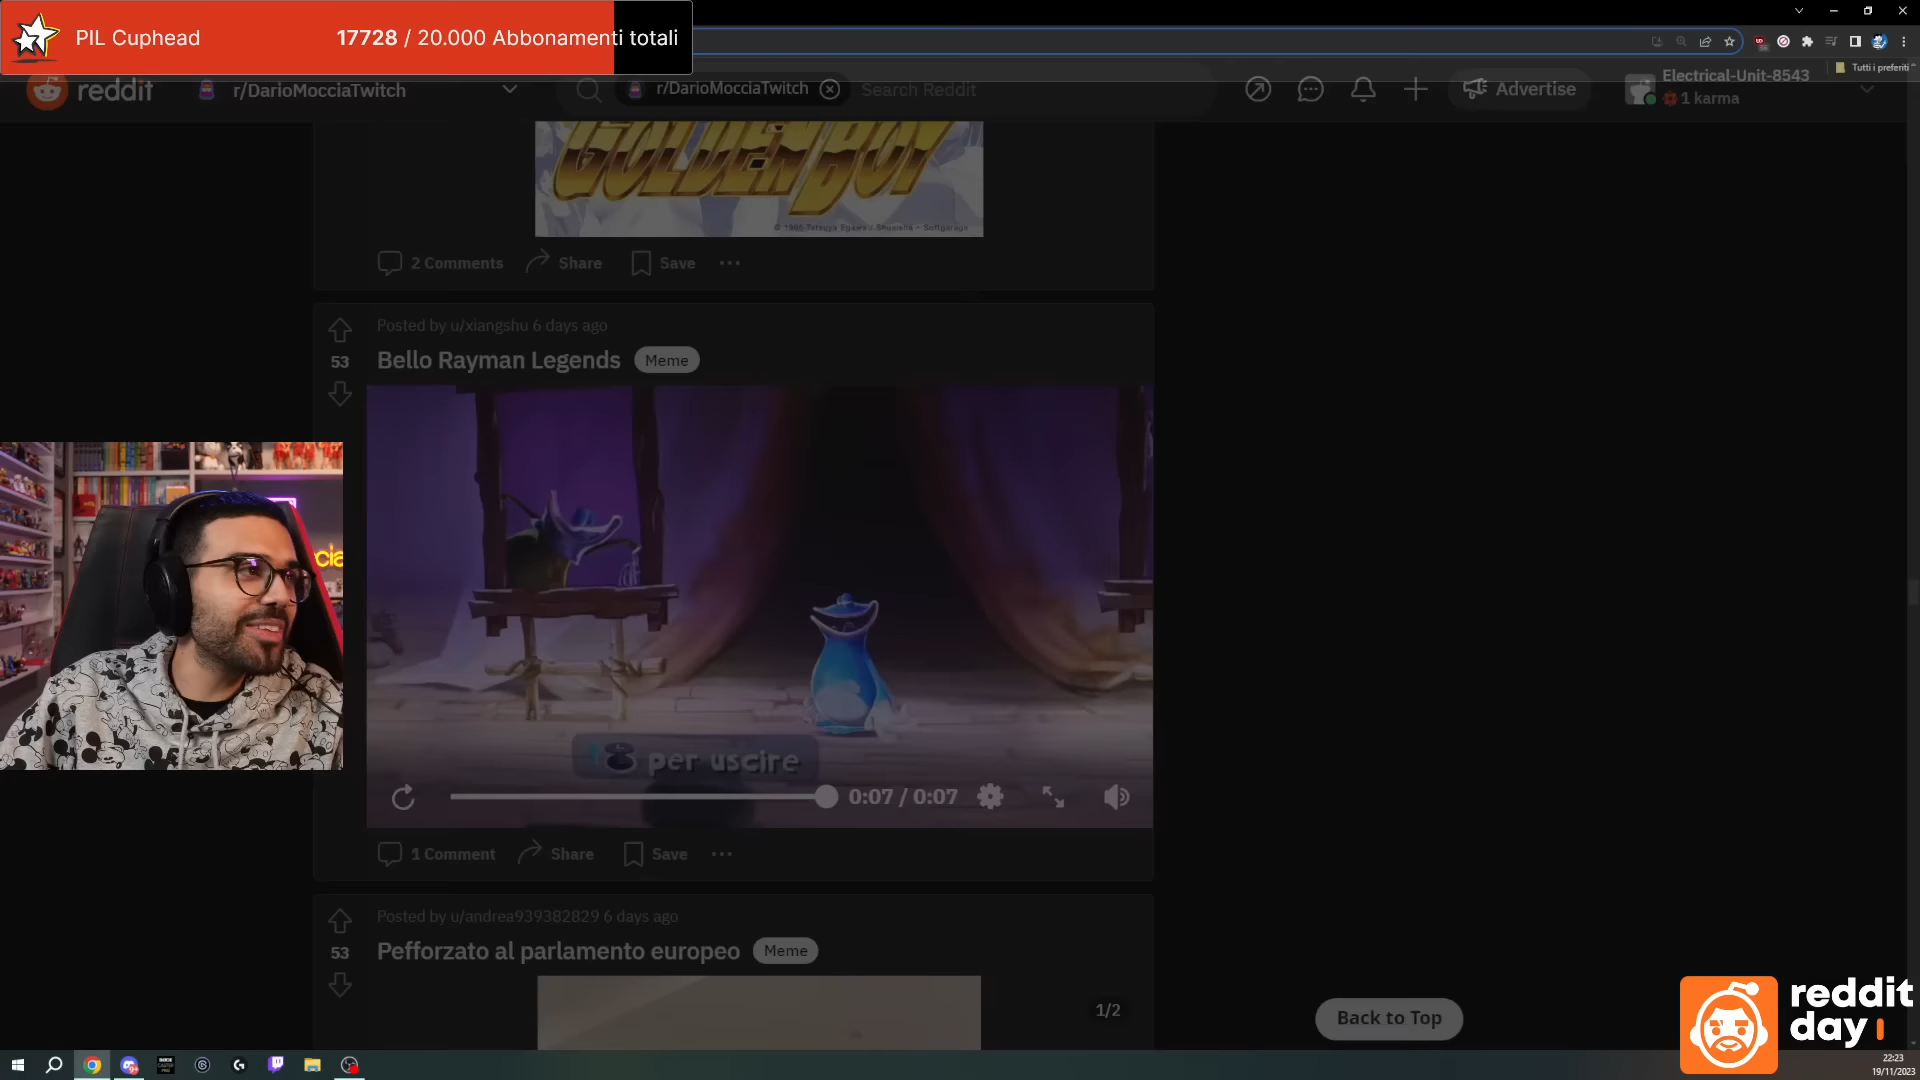 PIL Cuphead
17728 / 20.000 Abbonamenti totali
Tutti i preferiti
reddit
r/DarioMocciaTwitch
r/DarioMocciaTwitch
Search Reddit
Advertise
Electrical-Unit-8543
1 karma
GOLDEN BOY
2 Comments
Share
Save
Posted by u/xiangshu 6 days ago
53
Bello Rayman Legends
Meme
per uscire
0:07 / 0:07
1 Comment
Share
Save
Posted by u/andrea939382829 6 days ago
53
Pefforzato al parlamento europeo
Meme
1/2
Back to Top
reddit
day
22:23
19/11/2023